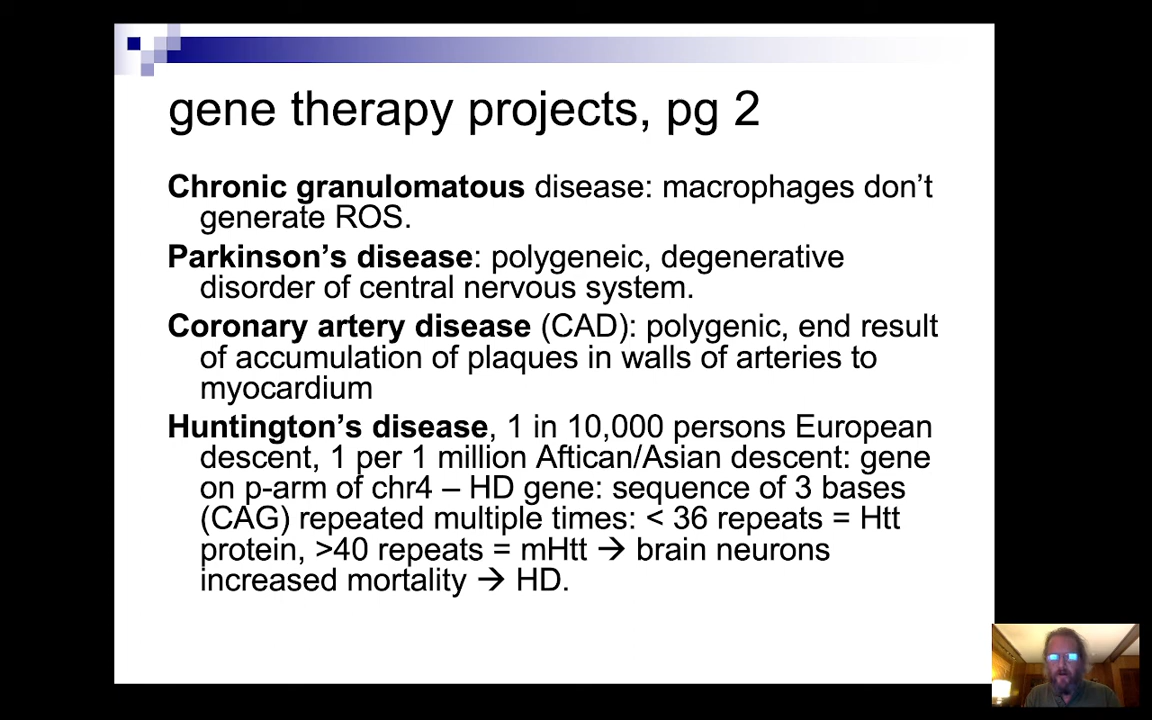 gene therapy projects, pg 2
Chronic granulomatous disease: macrophages don’t
generate ROS.
Parkinson’s disease: polygeneic, degenerative
disorder of central nervous system.
Coronary artery disease (CAD): polygenic, end result
of accumulation of plaques in walls of arteries to
myocardium
Huntington’s disease, 1 in 10,000 persons European
descent, 1 per 1 million Aftican/Asian descent: gene
on p-arm of chr4 – HD gene: sequence of 3 bases
(CAG) repeated multiple times: < 36 repeats = Htt
protein, >40 repeats = mHtt → brain neurons
increased mortality → HD.